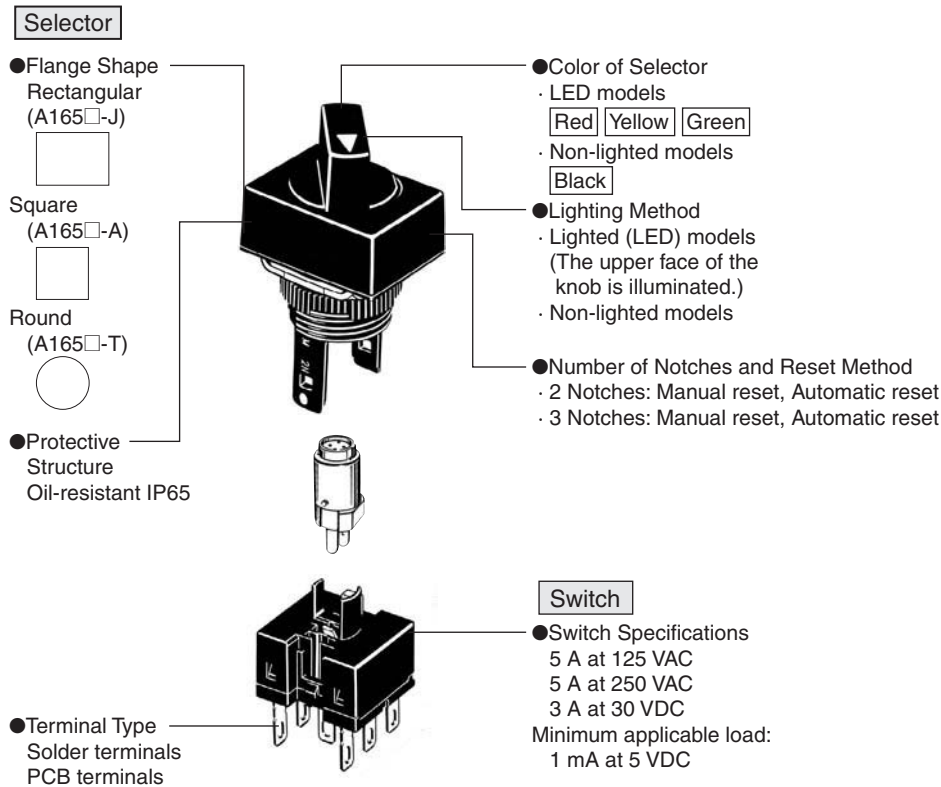 Selector
●Flange Shape
Rectangular
(A165□-J)
Square
(A165□-A)
Round
(A165□-T)
●Protective
Structure
Oil-resistant IP65
●Color of Selector
· LED models
Red Yellow Green
· Non-lighted models
Black
●Lighting Method
· Lighted (LED) models
(The upper face of the
knob is illuminated.)
· Non-lighted models
●Number of Notches and Reset Method
· 2 Notches: Manual reset, Automatic reset
· 3 Notches: Manual reset, Automatic reset
Switch
●Switch Specifications
5 A at 125 VAC
5 A at 250 VAC
3 A at 30 VDC
Minimum applicable load:
1 mA at 5 VDC
●Terminal Type
Solder terminals
PCB terminals